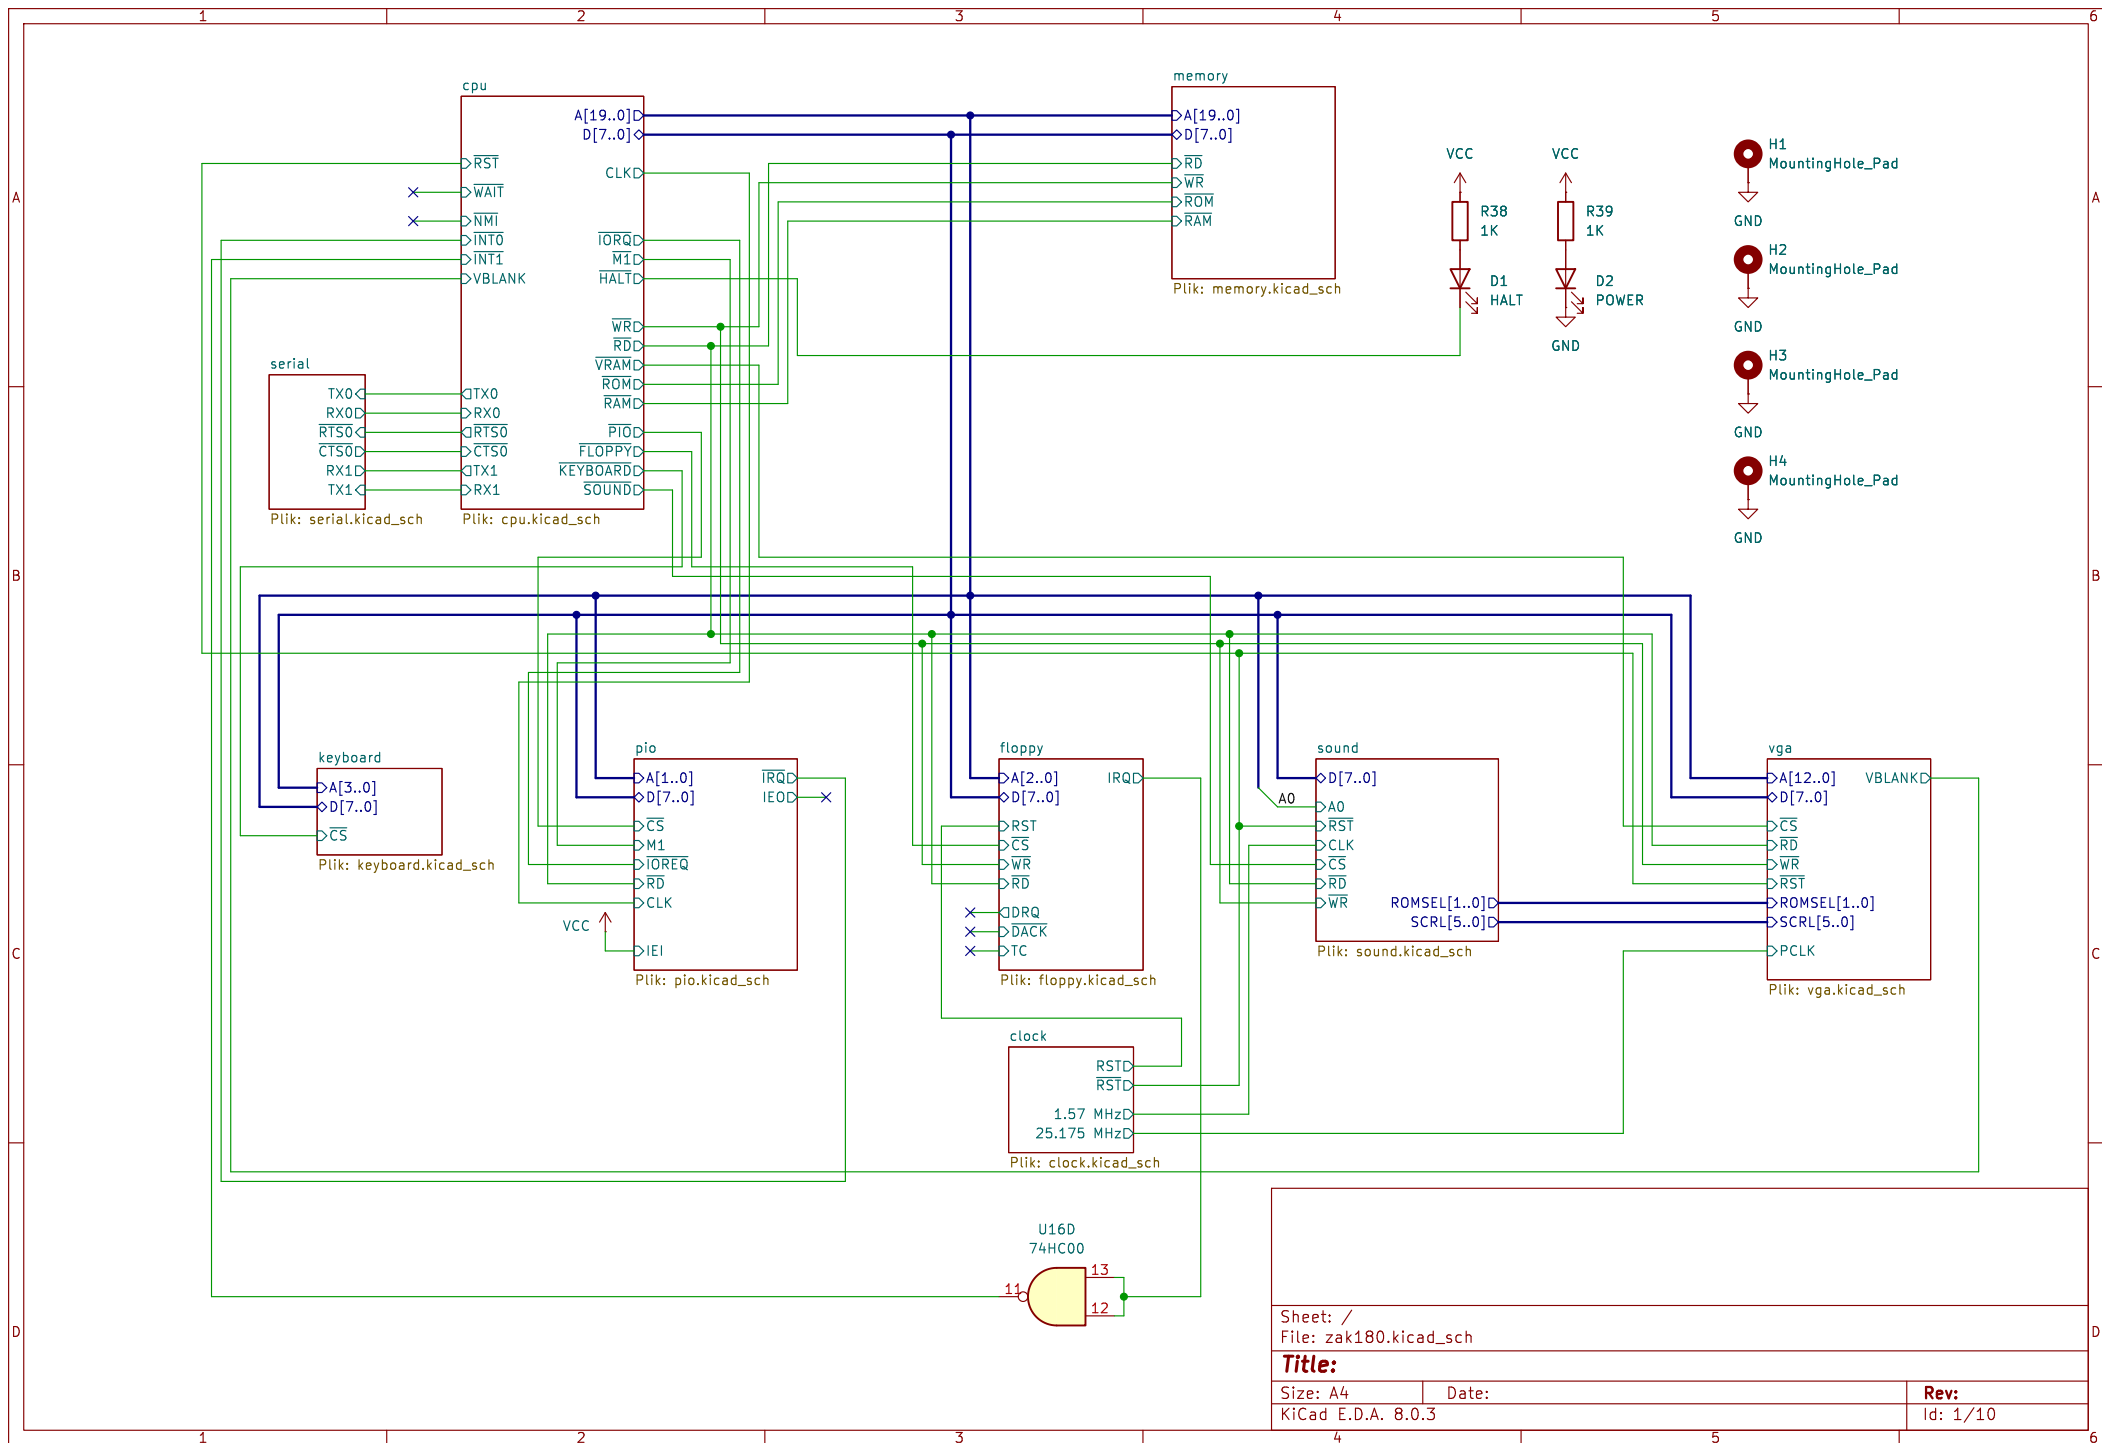 1 2 3 4 5 6
A
B
C
D
A
B
C
D
1 2 3 4 5 6
cpu
A[19..0]
D[7..0]
RST
WAIT
NMI
INT0
INT1
VBLANK
CLK
IORQ
M1
HALT
WR
RD
VRAM
ROM
RAM
PIO
FLOPPY
KEYBOARD
SOUND
TX0
RX0
RTS0
CTS0
TX1
RX1
Plik: cpu.kicad_sch
serial
TX0
RX0
RTS0
CTS0
RX1
TX1
Plik: serial.kicad_sch
memory
A[19..0]
D[7..0]
RD
WR
ROM
RAM
Plik: memory.kicad_sch
VCC
R38
1K
D1
HALT
VCC
R39
1K
D2
POWER
GND
H1
MountingHole_Pad
GND
H2
MountingHole_Pad
GND
H3
MountingHole_Pad
GND
H4
MountingHole_Pad
GND
keyboard
A[3..0]
D[7..0]
CS
Plik: keyboard.kicad_sch
pio
A[1..0]
D[7..0]
CS
M1
IOREQ
RD
CLK
IEI
IRQ
IEO
VCC
Plik: pio.kicad_sch
floppy
A[2..0]
D[7..0]
RST
CS
WR
RD
DRQ
DACK
TC
IRQ
Plik: floppy.kicad_sch
sound
D[7..0]
A0
A0
RST
CLK
CS
RD
WR
ROMSEL[1..0]
SCRL[5..0]
Plik: sound.kicad_sch
vga
A[12..0]
D[7..0]
CS
RD
WR
RST
ROMSEL[1..0]
SCRL[5..0]
PCLK
VBLANK
Plik: vga.kicad_sch
clock
RST
RST
1.57 MHz
25.175 MHz
Plik: clock.kicad_sch
U16D
74HC00
11
13
12
Sheet: /
File: zak180.kicad_sch
Title:
Size: A4 Date: Rev:
KiCad E.D.A. 8.0.3 Id: 1/10